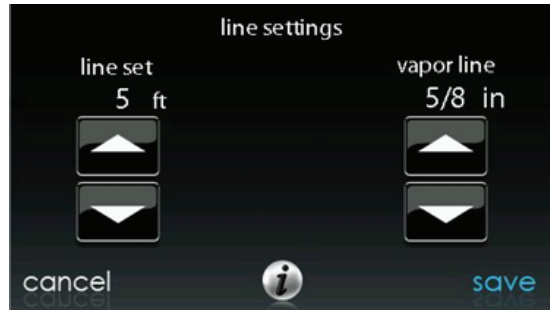 line settings
line set
vapor line
5 ft
5/8 in
i
cancel
save